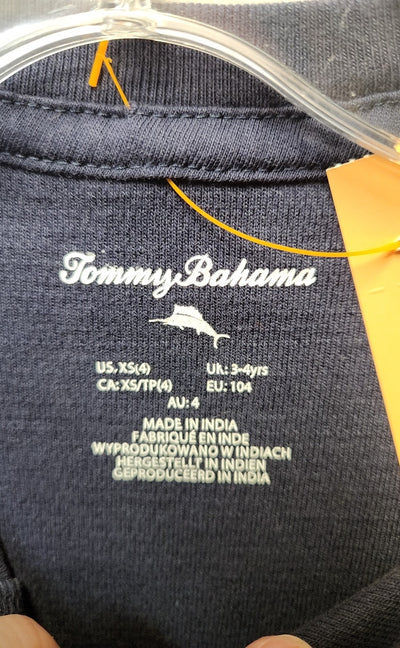 Tommy Bahama
US: XS(4) UK: 3-4yrs
CA: XS/TP(4) EU: 104
AU: 4
MADE IN INDIA
FABRIQUÉ EN INDE
WYPRODUKOWANO W INDIACH
HERGESTELLT IN INDIEN
GEPRODUCEERD IN INDIA